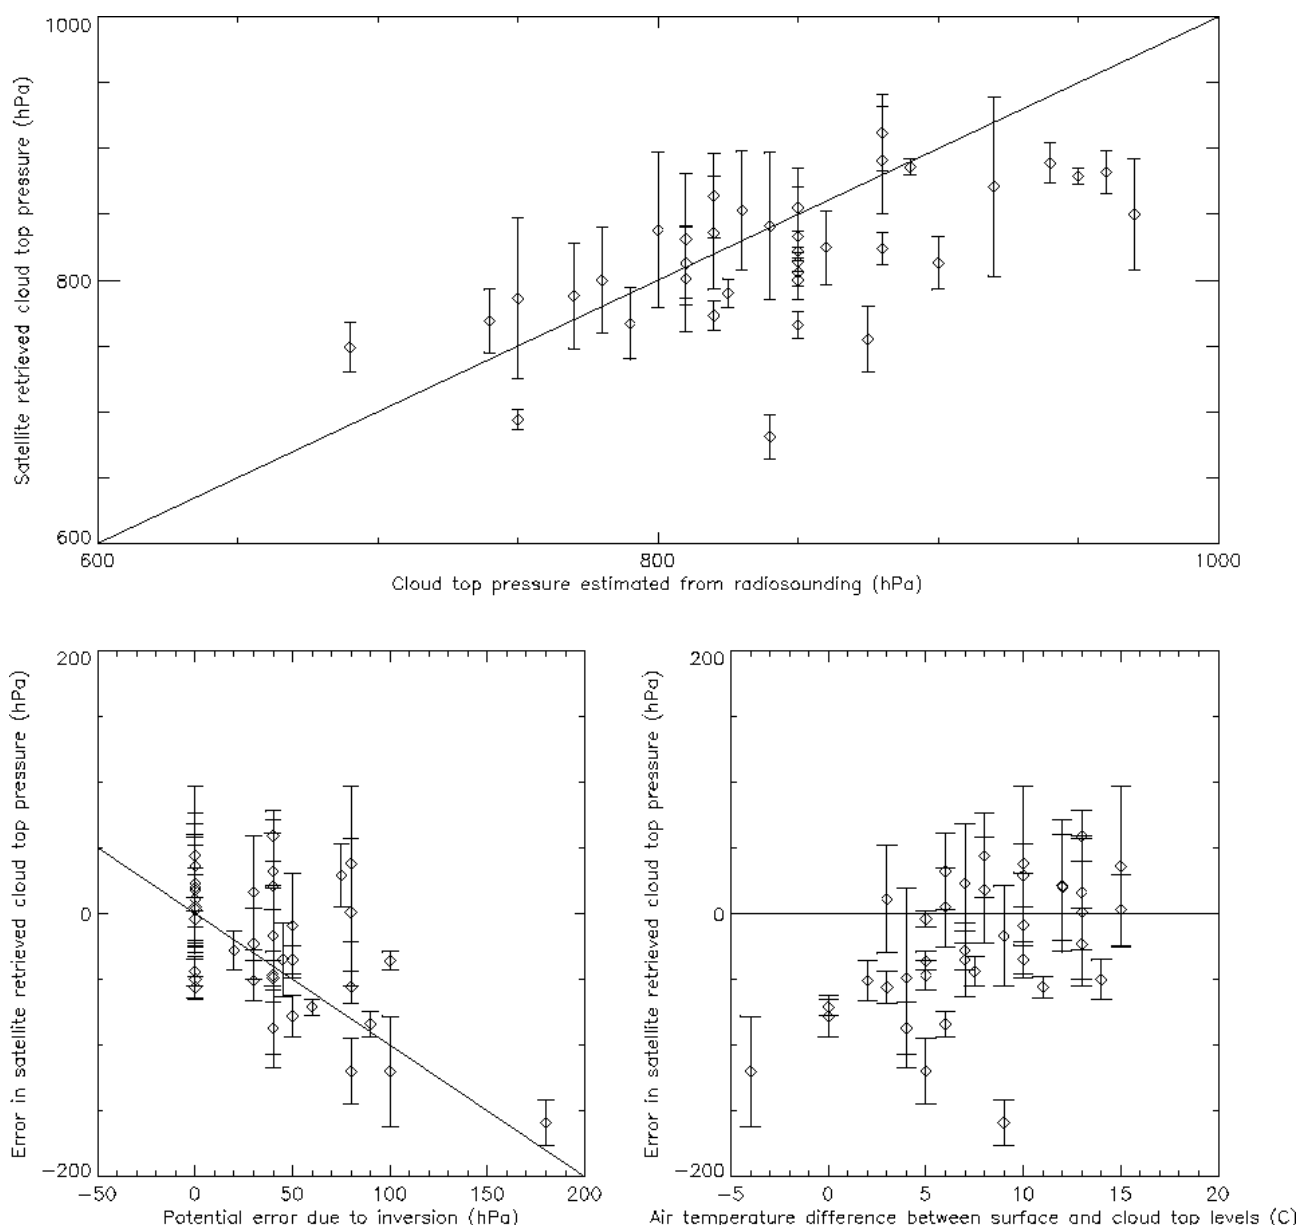 1000
800
600
Satellite retrieved cloud top pressure (hPa)
600 800 1000
Cloud top pressure estimated from radiosounding (hPa)
200
0
−200
Error in satellite retrieved cloud top pressure (hPa)
−50 0 50 100 150 200
Potential error due to inversion (hPa)
200
0
−200
Error in satellite retrieved cloud top pressure (hPa)
−5 0 5 10 15 20
Air temperature difference between surface and cloud top levels (C)